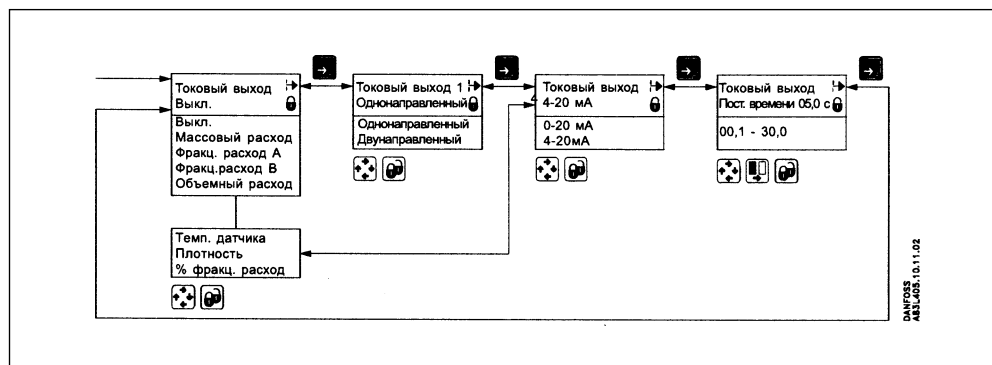 Токовый выход
Выкл.
Выкл.
Массовый расход
Фракц. расход А
Фракц.расход В
Объемный расход
Темп. датчика
Плотность
% фракц. расход
Токовый выход 1
Однонаправленный
Однонаправленный
Двунаправленный
Токовый выход
4-20 мА
0-20 мА
4-20мА
Токовый выход
Пост. времени 05,0 с
00,1 - 30,0
DANFOSS
A83L405.10.11.02